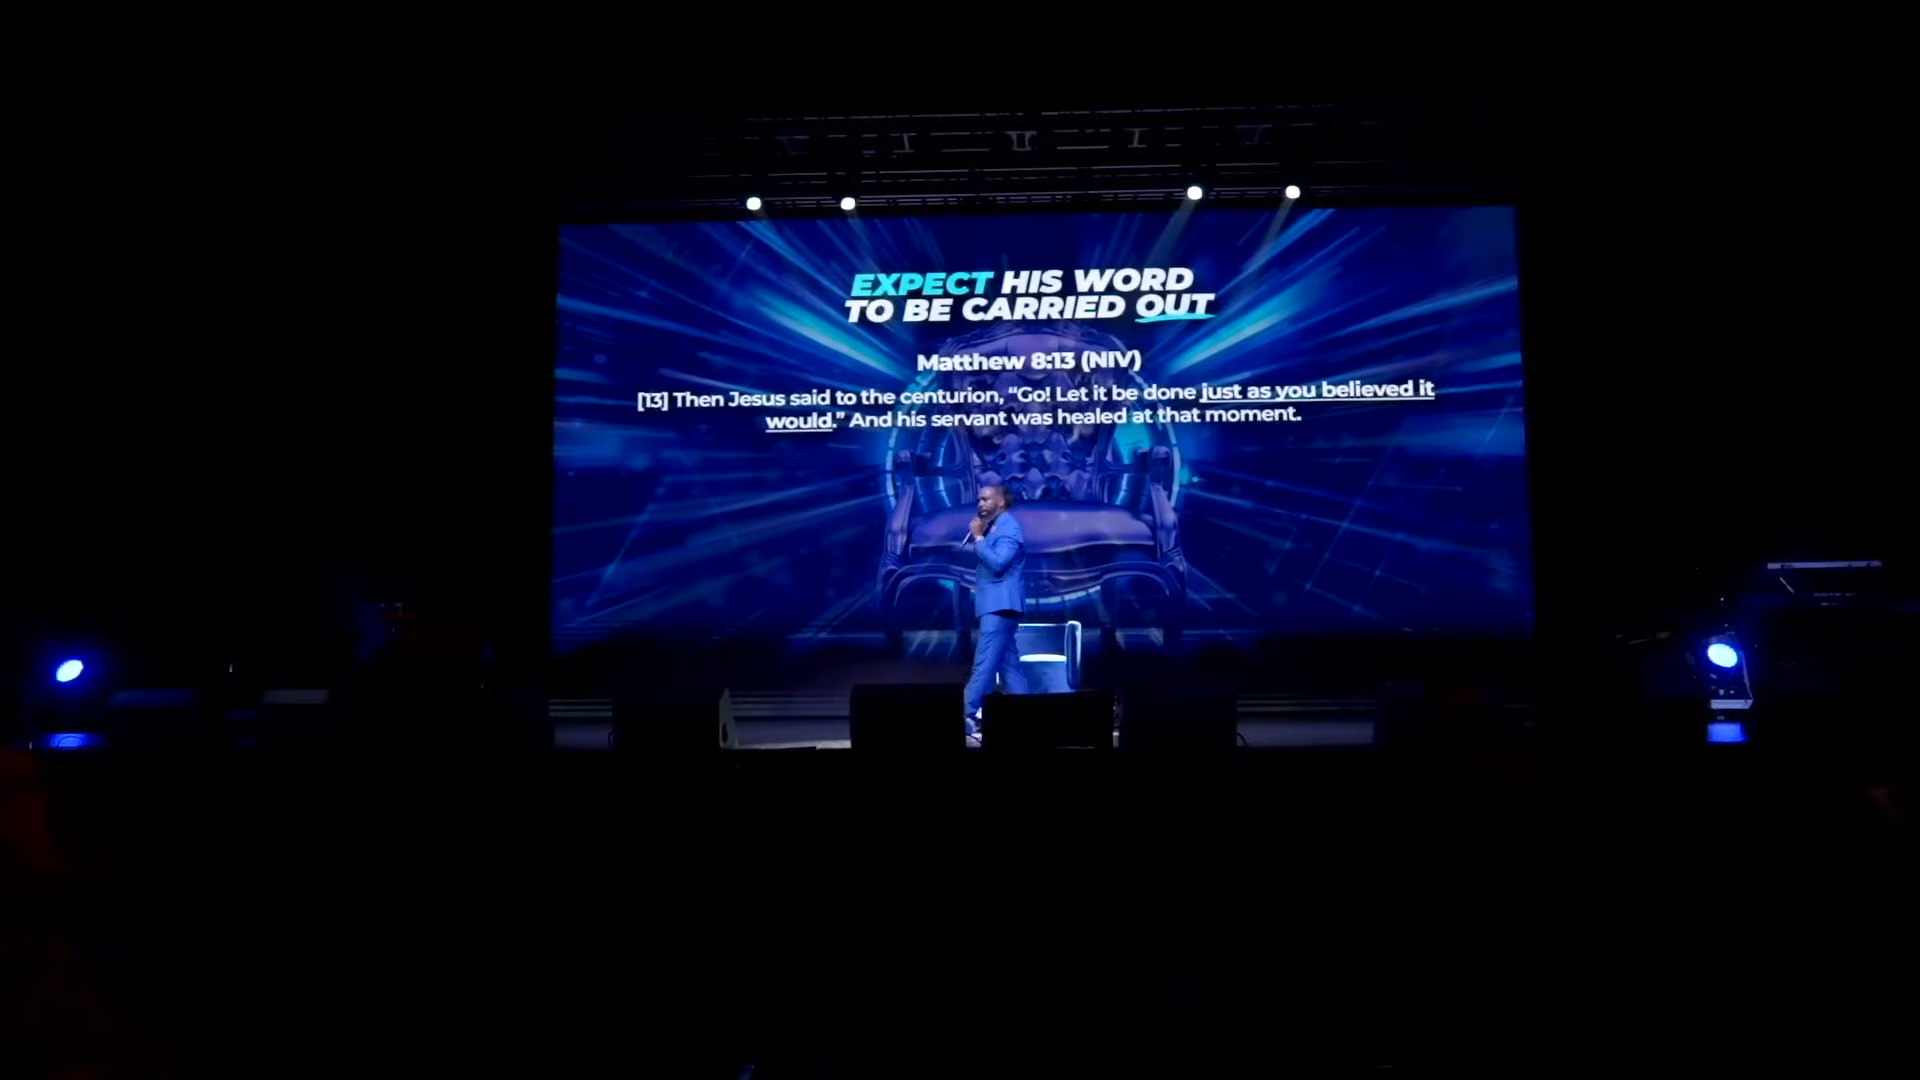 EXPECT HIS WORD
TO BE CARRIED OUT
Matthew 8:13 (NIV)
[13] Then Jesus said to the centurion, “Go! Let it be done just as you believed it
would.” And his servant was healed at that moment.